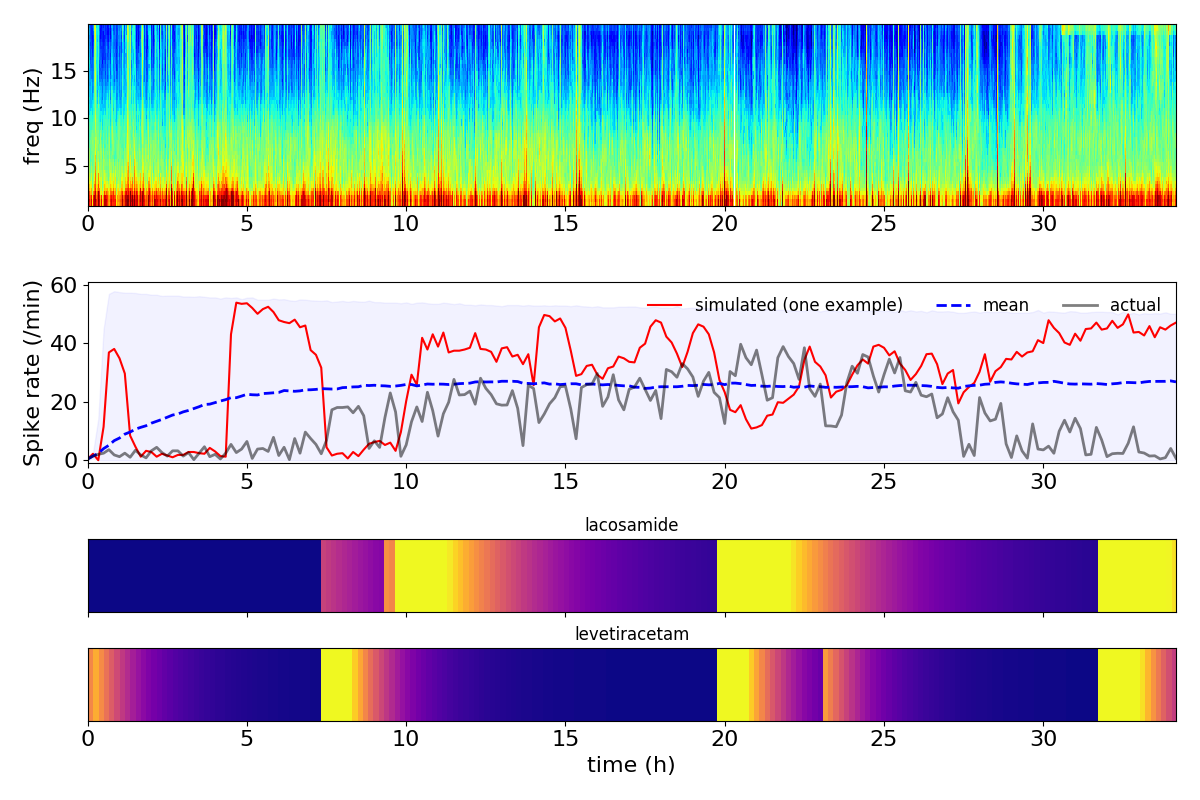 freq (Hz)
15
10
5
0 5 10 15 20 25 30
Spike rate (/min)
60
40
20
0
simulated (one example) mean actual
0 5 10 15 20 25 30
lacosamide
levetiracetam
0 5 10 15 20 25 30
time (h)